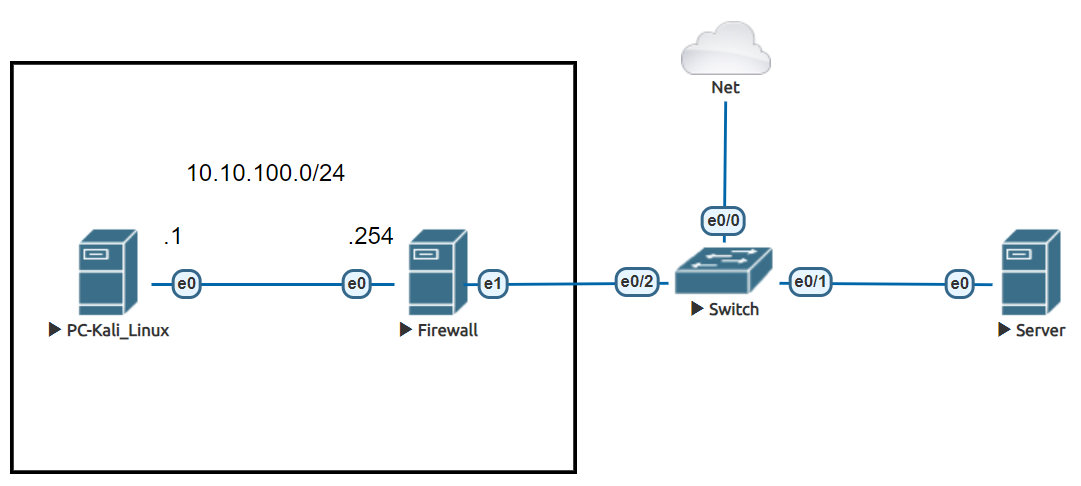 Net
10.10.100.0/24
e0/0
.1
.254
e0
e0
e1
e0/2
e0/1
e0
PC-Kali_Linux
Firewall
Switch
Server